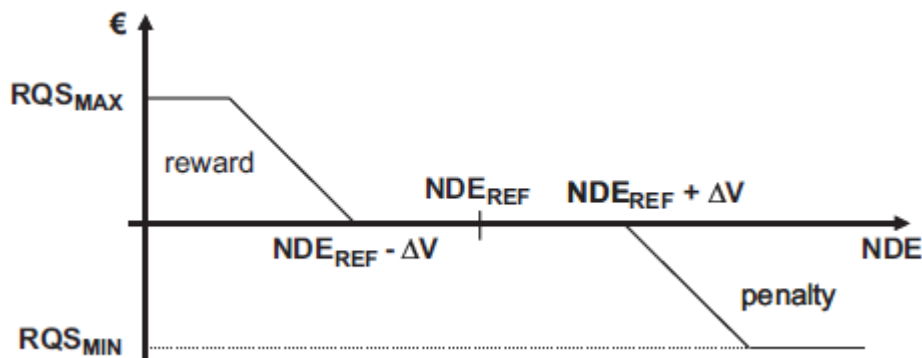 €
RQS_MAX
reward
NDE_REF
NDE_REF + ΔV
NDE_REF - ΔV
NDE
penalty
RQS_MIN